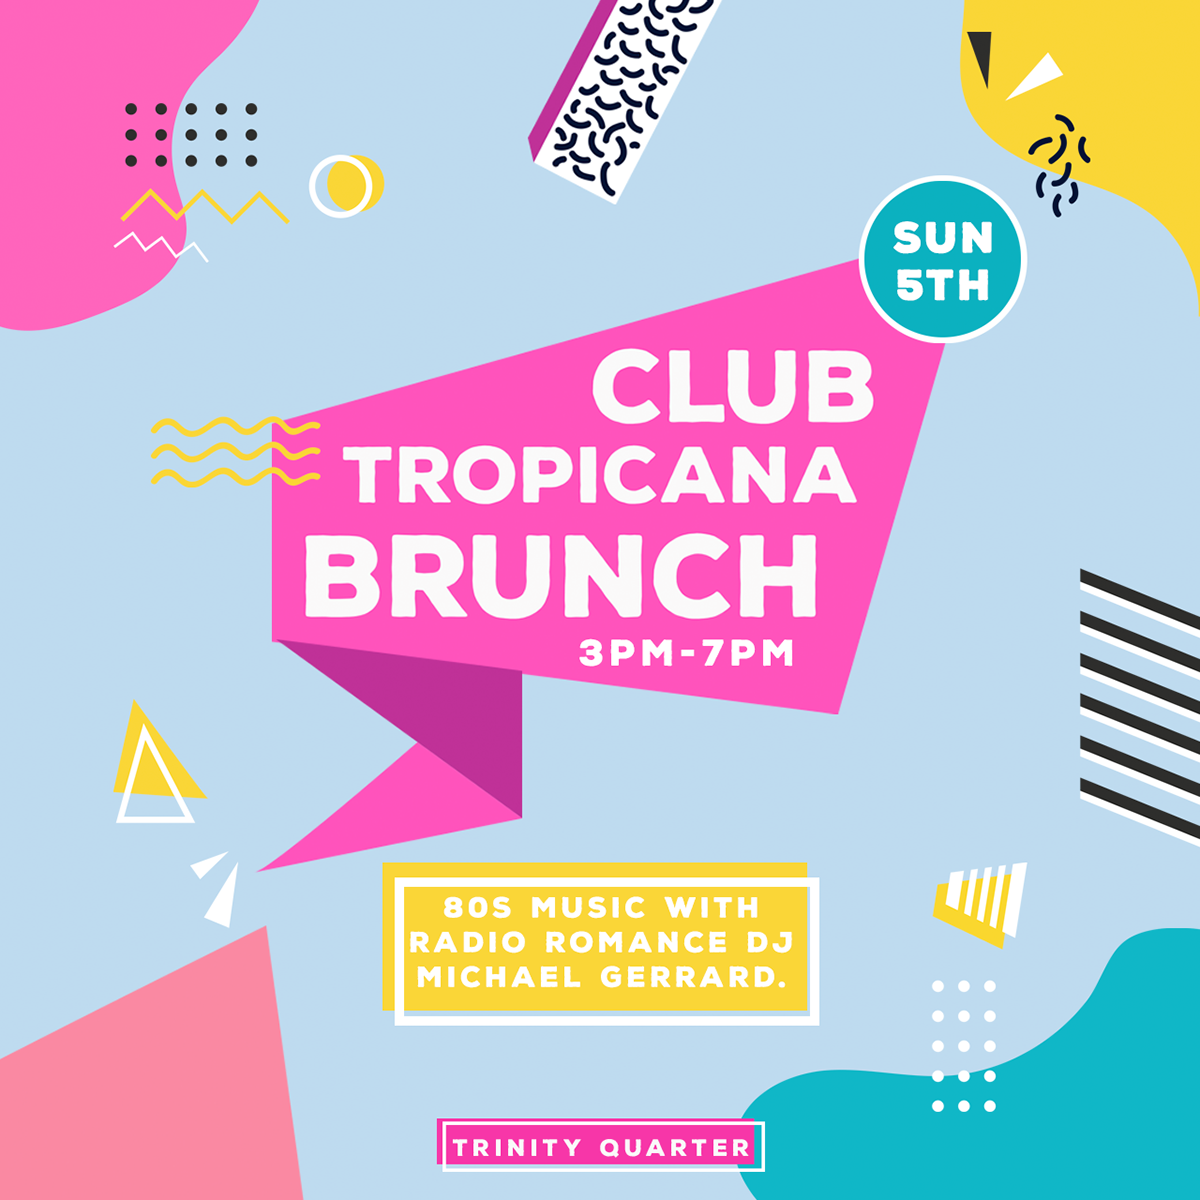 SUN
5TH
CLUB
TROPICANA
BRUNCH
3PM-7PM
80S MUSIC WITH
RADIO ROMANCE DJ
MICHAEL GERRARD.
TRINITY QUARTER